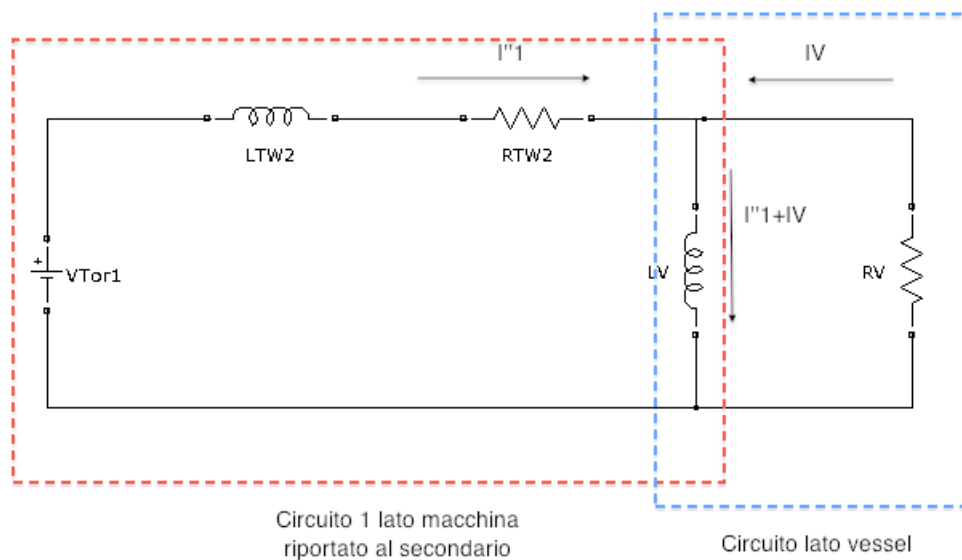 I"1
IV
LTW2
RTW2
I"1+IV
+
VTor1
LV
RV
Circuito 1 lato macchina
riportato al secondario
Circuito lato vessel